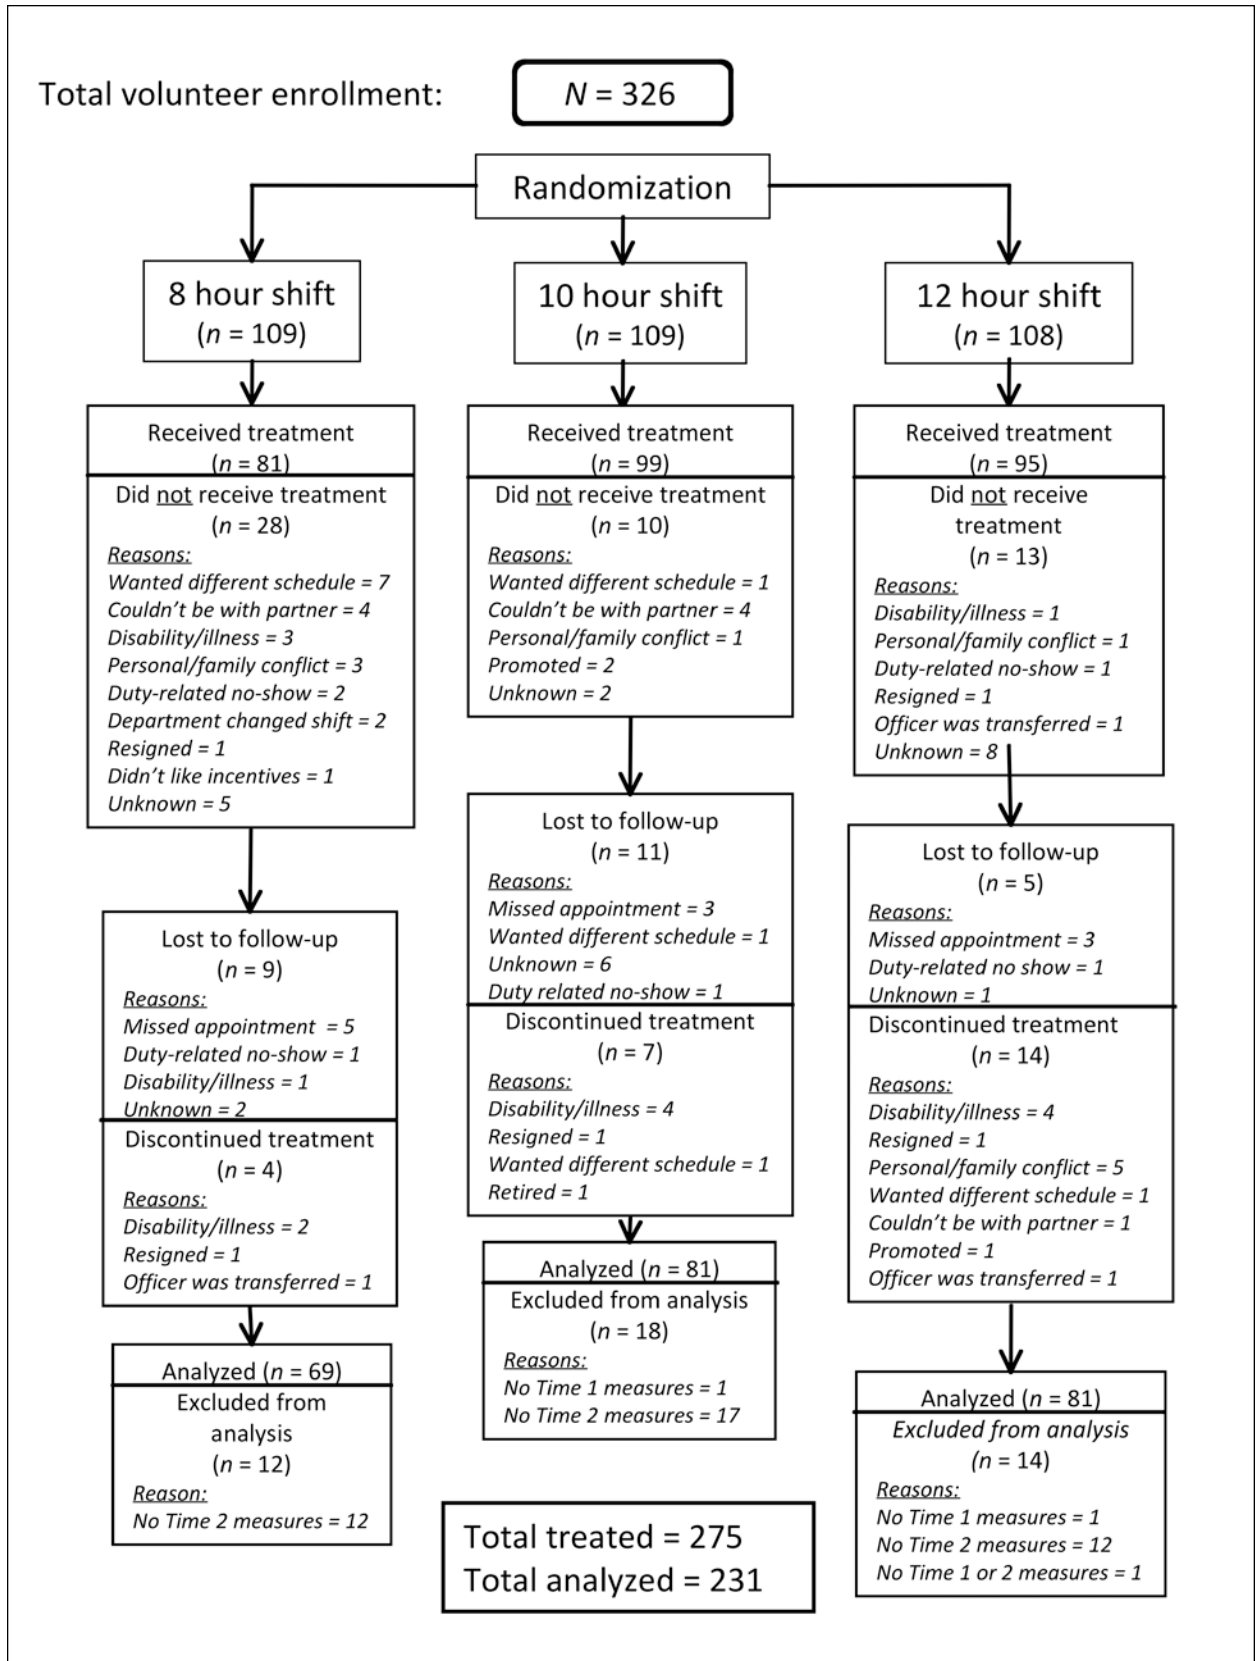 Total volunteer enrollment:
N = 326
Randomization
8 hour shift
(n = 109)
10 hour shift
(n = 109)
12 hour shift
(n = 108)
Received treatment
(n = 81)
Did not receive treatment
(n = 28)
Reasons:
Wanted different schedule = 7
Couldn’t be with partner = 4
Disability/illness = 3
Personal/family conflict = 3
Duty-related no-show = 2
Department changed shift = 2
Resigned = 1
Didn’t like incentives = 1
Unknown = 5
Received treatment
(n = 99)
Did not receive treatment
(n = 10)
Reasons:
Wanted different schedule = 1
Couldn’t be with partner = 4
Personal/family conflict = 1
Promoted = 2
Unknown = 2
Received treatment
(n = 95)
Did not receive
treatment
(n = 13)
Reasons:
Disability/illness = 1
Personal/family conflict = 1
Duty-related no-show = 1
Resigned = 1
Officer was transferred = 1
Unknown = 8
Lost to follow-up
(n = 9)
Reasons:
Missed appointment = 5
Duty-related no-show = 1
Disability/illness = 1
Unknown = 2
Discontinued treatment
(n = 4)
Reasons:
Disability/illness = 2
Resigned = 1
Officer was transferred = 1
Lost to follow-up
(n = 11)
Reasons:
Missed appointment = 3
Wanted different schedule = 1
Unknown = 6
Duty related no-show = 1
Discontinued treatment
(n = 7)
Reasons:
Disability/illness = 4
Resigned = 1
Wanted different schedule = 1
Retired = 1
Lost to follow-up
(n = 5)
Reasons:
Missed appointment = 3
Duty-related no show = 1
Unknown = 1
Discontinued treatment
(n = 14)
Reasons:
Disability/illness = 4
Resigned = 1
Personal/family conflict = 5
Wanted different schedule = 1
Couldn’t be with partner = 1
Promoted = 1
Officer was transferred = 1
Analyzed (n = 69)
Excluded from
analysis
(n = 12)
Reason:
No Time 2 measures = 12
Analyzed (n = 81)
Excluded from analysis
(n = 18)
Reasons:
No Time 1 measures = 1
No Time 2 measures = 17
Analyzed (n = 81)
Excluded from analysis
(n = 14)
Reasons:
No Time 1 measures = 1
No Time 2 measures = 12
No Time 1 or 2 measures = 1
Total treated = 275
Total analyzed = 231